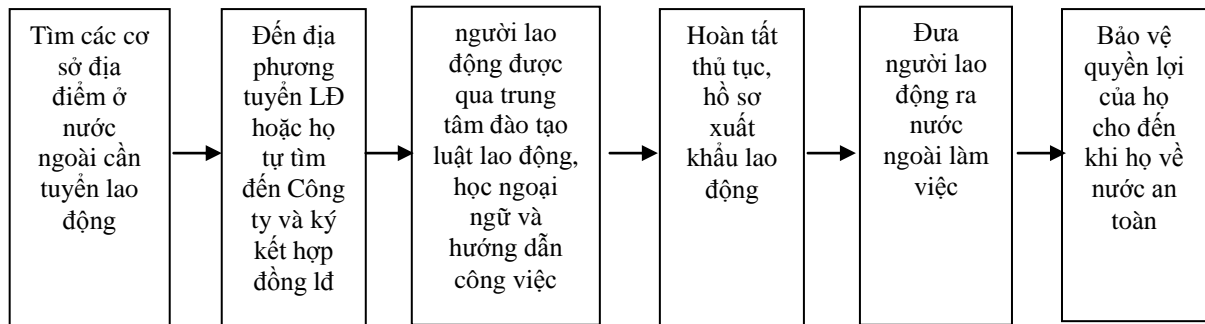 Tìm các cơ
sở địa
điểm ở
nước
ngoài cần
tuyển lao
động
Đến địa
phương
tuyển LĐ
hoặc họ
tự tìm
đến Công
ty và ký
kết hợp
đồng lđ
người lao
động được
qua trung
tâm đào tạo
luật lao động,
học ngoại
ngữ và
hướng dẫn
công việc
Hoàn tất
thủ tục,
hồ sơ
xuất
khẩu lao
động
Đưa
người lao
động ra
nước
ngoài làm
việc
Bảo vệ
quyền lợi
của họ
cho đến
khi họ về
nước an
toàn